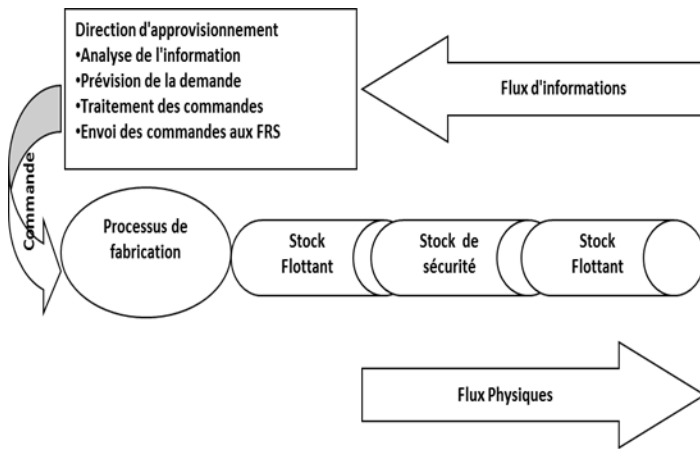 Direction d'approvisionnement
•Analyse de l'information
•Prévision de la demande
•Traitement des commandes
•Envoi des commandes aux FRS
Flux d'informations
Commande
Processus de
fabrication
Stock
Flottant
Stock de
sécurité
Stock
Flottant
Flux Physiques